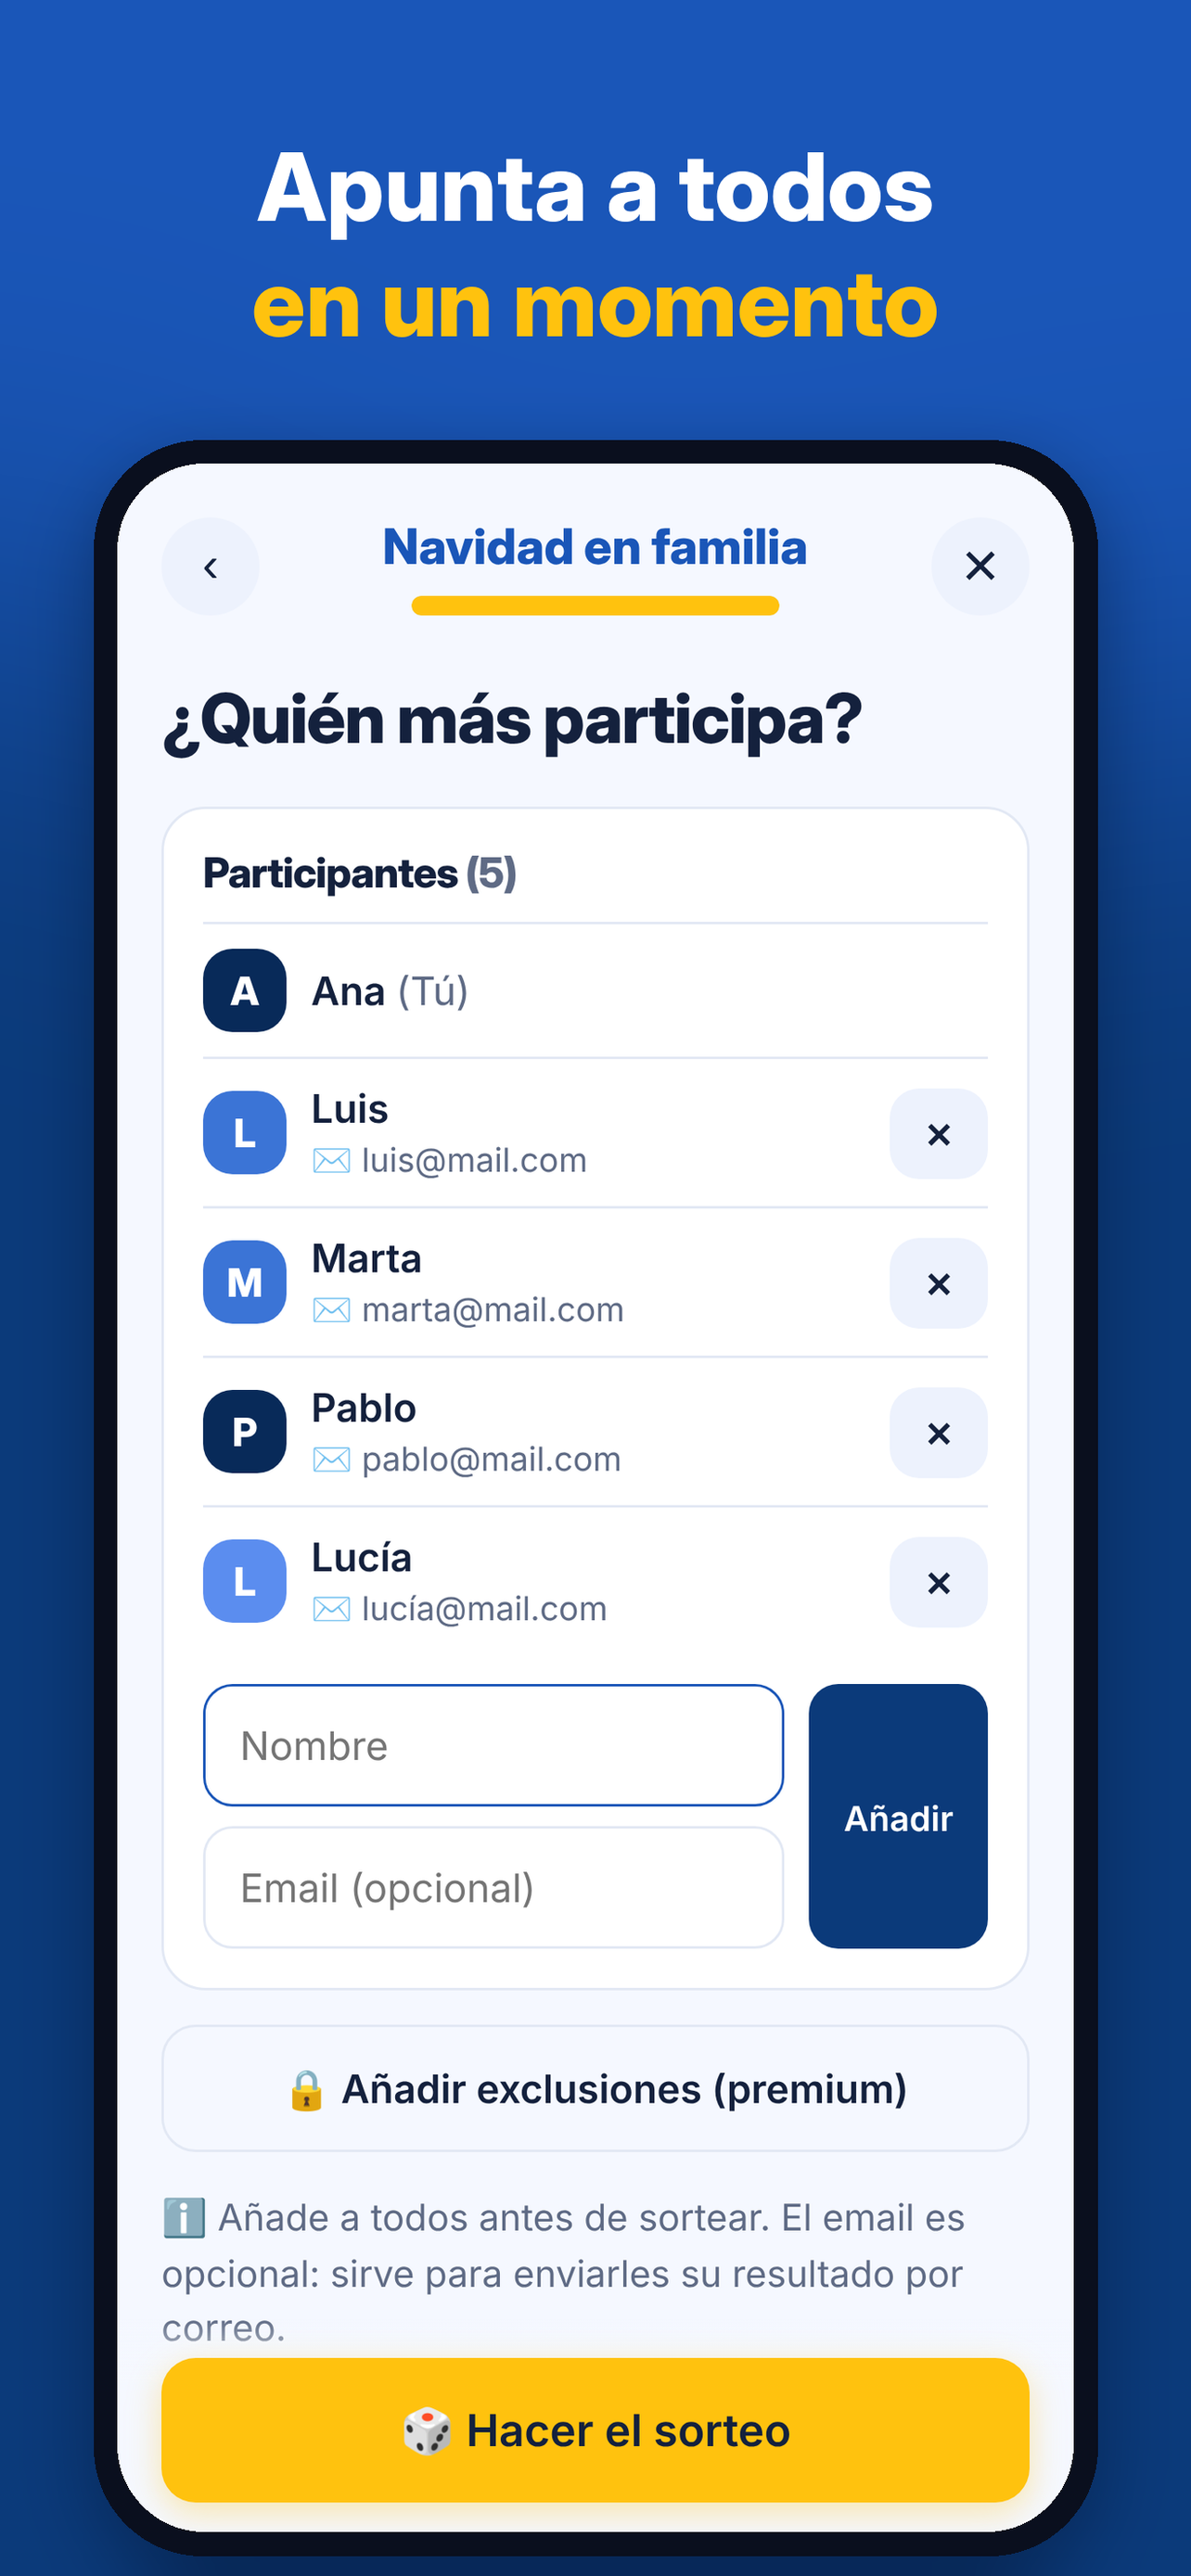 Apunta a todos
en un momento
‹
Navidad en familia
✕
¿Quién más participa?
Participantes (5)
A
Ana (Tú)
L
Luis
✉️ luis@mail.com
✕
M
Marta
✉️ marta@mail.com
✕
P
Pablo
✉️ pablo@mail.com
✕
L
Lucía
✉️ lucía@mail.com
✕
Nombre
Añadir
Email (opcional)
🔒 Añadir exclusiones (premium)
ℹ️ Añade a todos antes de sortear. El email es
opcional: sirve para enviarles su resultado por
correo.
🎲 Hacer el sorteo